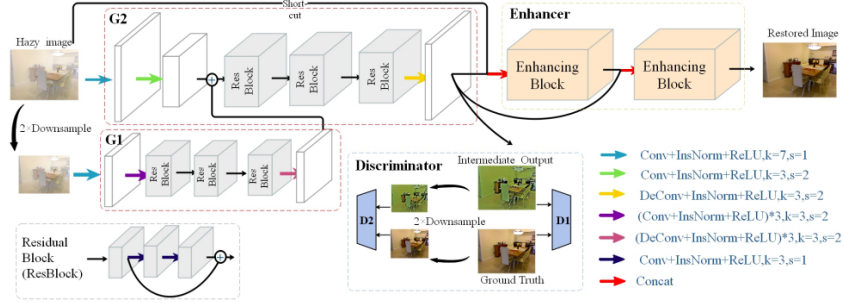 Short-
cut
G2
Enhancer
Hazy image
Restored Image
Res
Block
Res
Block
Res
Block
Enhancing
Block
Enhancing
Block
2×Downsample
G1
Res
Block
Res
Block
Res
Block
Discriminator
Intermediate Output
D2
2×Downsample
D1
Ground Truth
Residual
Block
(ResBlock)
Conv+InsNorm+ReLU,k=7,s=1
Conv+InsNorm+ReLU,k=3,s=2
DeConv+InsNorm+ReLU,k=3,s=2
(Conv+InsNorm+ReLU)*3,k=3,s=2
(DeConv+InsNorm+ReLU)*3,k=3,s=2
Conv+InsNorm+ReLU,k=3,s=1
Concat